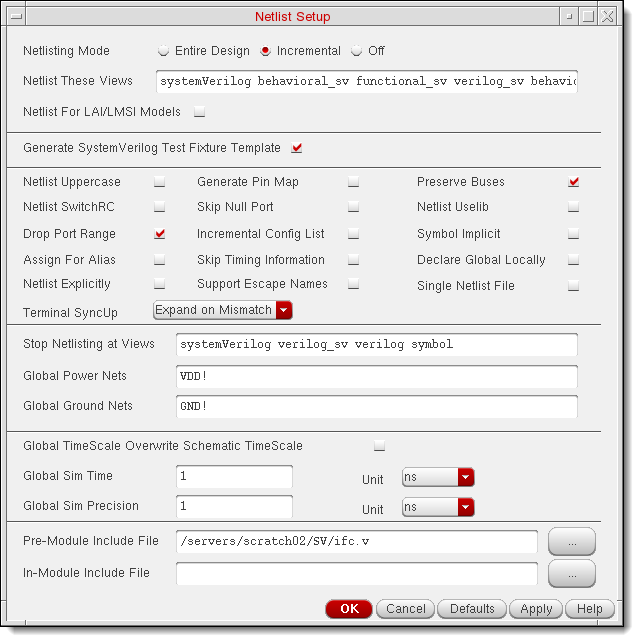 Netlist Setup
Netlisting Mode Entire Design Incremental Off
Netlist These Views systemVerilog behavioral_sv functional_sv verilog_sv behavio
Netlist For LAI/LMSI Models
Generate SystemVerilog Test Fixture Template
Netlist Uppercase Generate Pin Map Preserve Buses
Netlist SwitchRC Skip Null Port Netlist Uselib
Drop Port Range Incremental Config List Symbol Implicit
Assign For Alias Skip Timing Information Declare Global Locally
Netlist Explicitly Support Escape Names Single Netlist File
Terminal SyncUp Expand on Mismatch
Stop Netlisting at Views systemVerilog verilog_sv verilog symbol
Global Power Nets VDD!
Global Ground Nets GND!
Global TimeScale Overwrite Schematic TimeScale
Global Sim Time 1 Unit ns
Global Sim Precision 1 Unit ns
Pre-Module Include File /servers/scratch02/SV/ifc.v ...
In-Module Include File ...
OK Cancel Defaults Apply Help